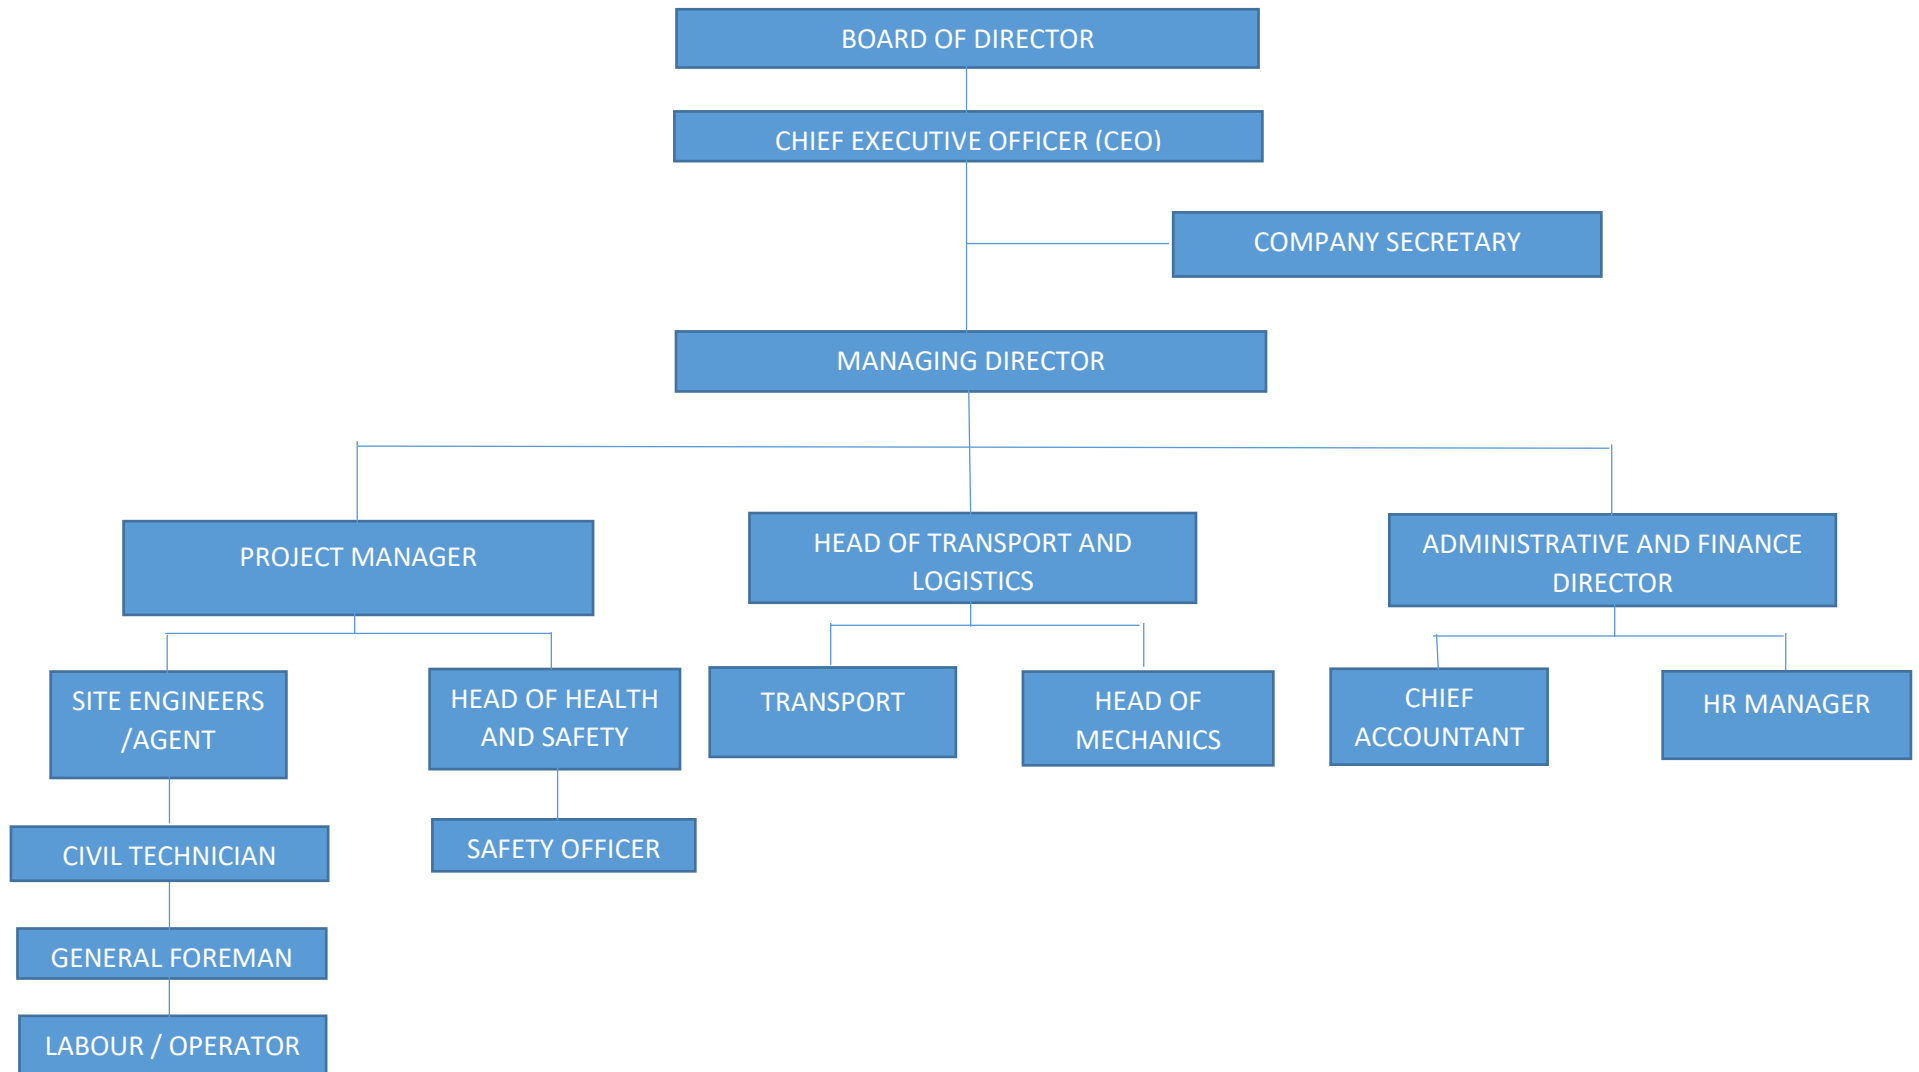 BOARD OF DIRECTOR
CHIEF EXECUTIVE OFFICER (CEO)
COMPANY SECRETARY
MANAGING DIRECTOR
PROJECT MANAGER
HEAD OF TRANSPORT AND
LOGISTICS
ADMINISTRATIVE AND FINANCE
DIRECTOR
SITE ENGINEERS
/AGENT
HEAD OF HEALTH
AND SAFETY
TRANSPORT
HEAD OF
MECHANICS
CHIEF
ACCOUNTANT
HR MANAGER
CIVIL TECHNICIAN
SAFETY OFFICER
GENERAL FOREMAN
LABOUR / OPERATOR